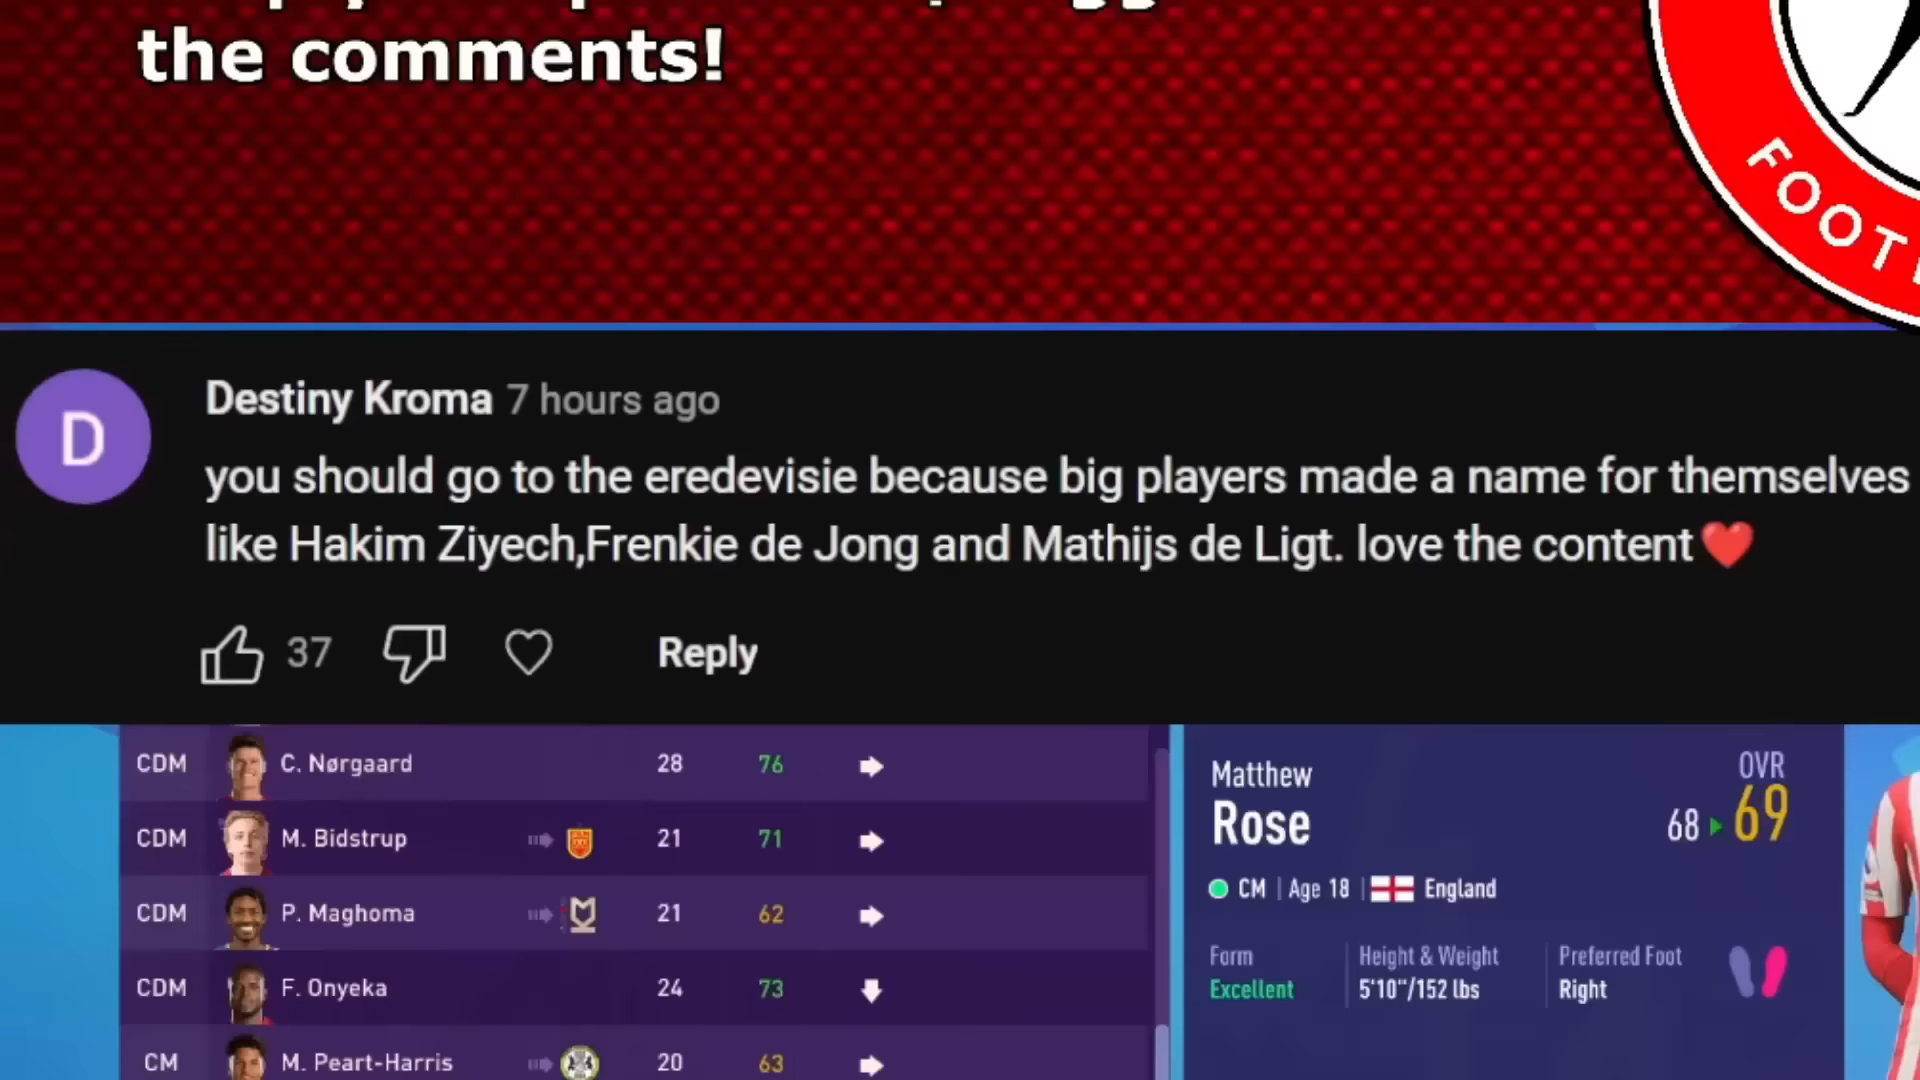 the comments!
FOOT
Destiny Kroma 7 hours ago
you should go to the eredevisie because big players made a name for themselves
like Hakim Ziyech,Frenkie de Jong and Mathijs de Ligt. love the content❤️
37 Reply
CDM C. Nørgaard 28 76
CDM M. Bidstrup 21 71
CDM P. Maghoma 21 62
CDM F. Onyeka 24 73
CM M. Peart-Harris 20 63
Matthew
Rose
OVR
68 69
CM | Age 18 | England
Form Height & Weight Preferred Foot
Excellent 5'10"/152 lbs Right